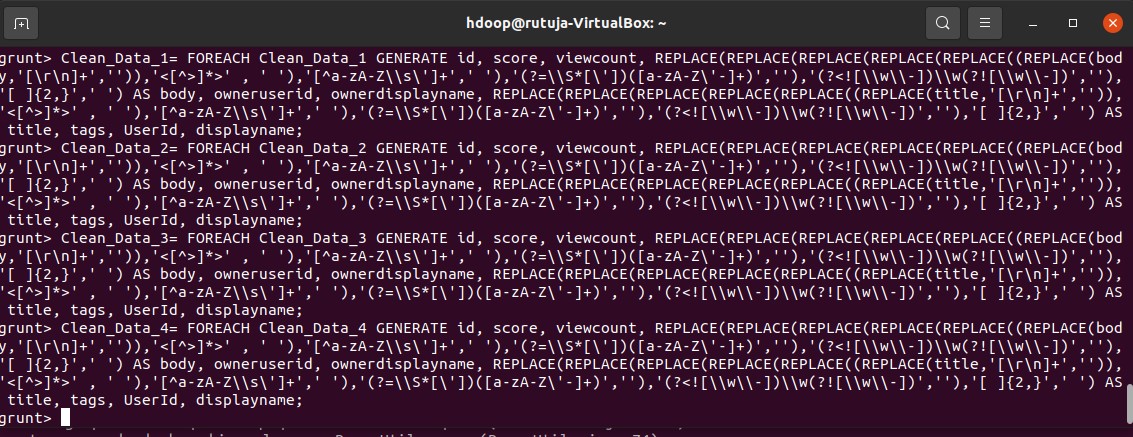 hdoop@rutuja-VirtualBox: ~
grunt> Clean_Data_1= FOREACH Clean_Data_1 GENERATE id, score, viewcount, REPLACE(REPLACE(REPLACE(REPLACE(REPLACE((REPLACE(bod
y,'[\r\n]+','')),'<[^>]*>' , ' '),'[^a-zA-Z\\s\']+',' '),'(?=\\S*[\'])([a-zA-Z\'-]+)',''),'(?<![\\w\\-])\\w(?![\\w\\-])',''),
'[ ]{2,}',' ') AS body, owneruserid, ownerdisplayname, REPLACE(REPLACE(REPLACE(REPLACE(REPLACE((REPLACE(title,'[\r\n]+','')),
'<[^>]*>' , ' '),'[^a-zA-Z\\s\']+',' '),'(?=\\S*[\'])([a-zA-Z\'-]+)',''),'(?<![\\w\\-])\\w(?![\\w\\-])',''),'[ ]{2,}',' ') AS
title, tags, UserId, displayname;
grunt> Clean_Data_2= FOREACH Clean_Data_2 GENERATE id, score, viewcount, REPLACE(REPLACE(REPLACE(REPLACE(REPLACE((REPLACE(bod
y,'[\r\n]+','')),'<[^>]*>' , ' '),'[^a-zA-Z\\s\']+',' '),'(?=\\S*[\'])([a-zA-Z\'-]+)',''),'(?<![\\w\\-])\\w(?![\\w\\-])',''),
'[ ]{2,}',' ') AS body, owneruserid, ownerdisplayname, REPLACE(REPLACE(REPLACE(REPLACE(REPLACE((REPLACE(title,'[\r\n]+','')),
'<[^>]*>' , ' '),'[^a-zA-Z\\s\']+',' '),'(?=\\S*[\'])([a-zA-Z\'-]+)',''),'(?<![\\w\\-])\\w(?![\\w\\-])',''),'[ ]{2,}',' ') AS
title, tags, UserId, displayname;
grunt> Clean_Data_3= FOREACH Clean_Data_3 GENERATE id, score, viewcount, REPLACE(REPLACE(REPLACE(REPLACE(REPLACE((REPLACE(bod
y,'[\r\n]+','')),'<[^>]*>' , ' '),'[^a-zA-Z\\s\']+',' '),'(?=\\S*[\'])([a-zA-Z\'-]+)',''),'(?<![\\w\\-])\\w(?![\\w\\-])',''),
'[ ]{2,}',' ') AS body, owneruserid, ownerdisplayname, REPLACE(REPLACE(REPLACE(REPLACE(REPLACE((REPLACE(title,'[\r\n]+','')),
'<[^>]*>' , ' '),'[^a-zA-Z\\s\']+',' '),'(?=\\S*[\'])([a-zA-Z\'-]+)',''),'(?<![\\w\\-])\\w(?![\\w\\-])',''),'[ ]{2,}',' ') AS
title, tags, UserId, displayname;
grunt> Clean_Data_4= FOREACH Clean_Data_4 GENERATE id, score, viewcount, REPLACE(REPLACE(REPLACE(REPLACE(REPLACE((REPLACE(bod
y,'[\r\n]+','')),'<[^>]*>' , ' '),'[^a-zA-Z\\s\']+',' '),'(?=\\S*[\'])([a-zA-Z\'-]+)',''),'(?<![\\w\\-])\\w(?![\\w\\-])',''),
'[ ]{2,}',' ') AS body, owneruserid, ownerdisplayname, REPLACE(REPLACE(REPLACE(REPLACE(REPLACE((REPLACE(title,'[\r\n]+','')),
'<[^>]*>' , ' '),'[^a-zA-Z\\s\']+',' '),'(?=\\S*[\'])([a-zA-Z\'-]+)',''),'(?<![\\w\\-])\\w(?![\\w\\-])',''),'[ ]{2,}',' ') AS
title, tags, UserId, displayname;
grunt>